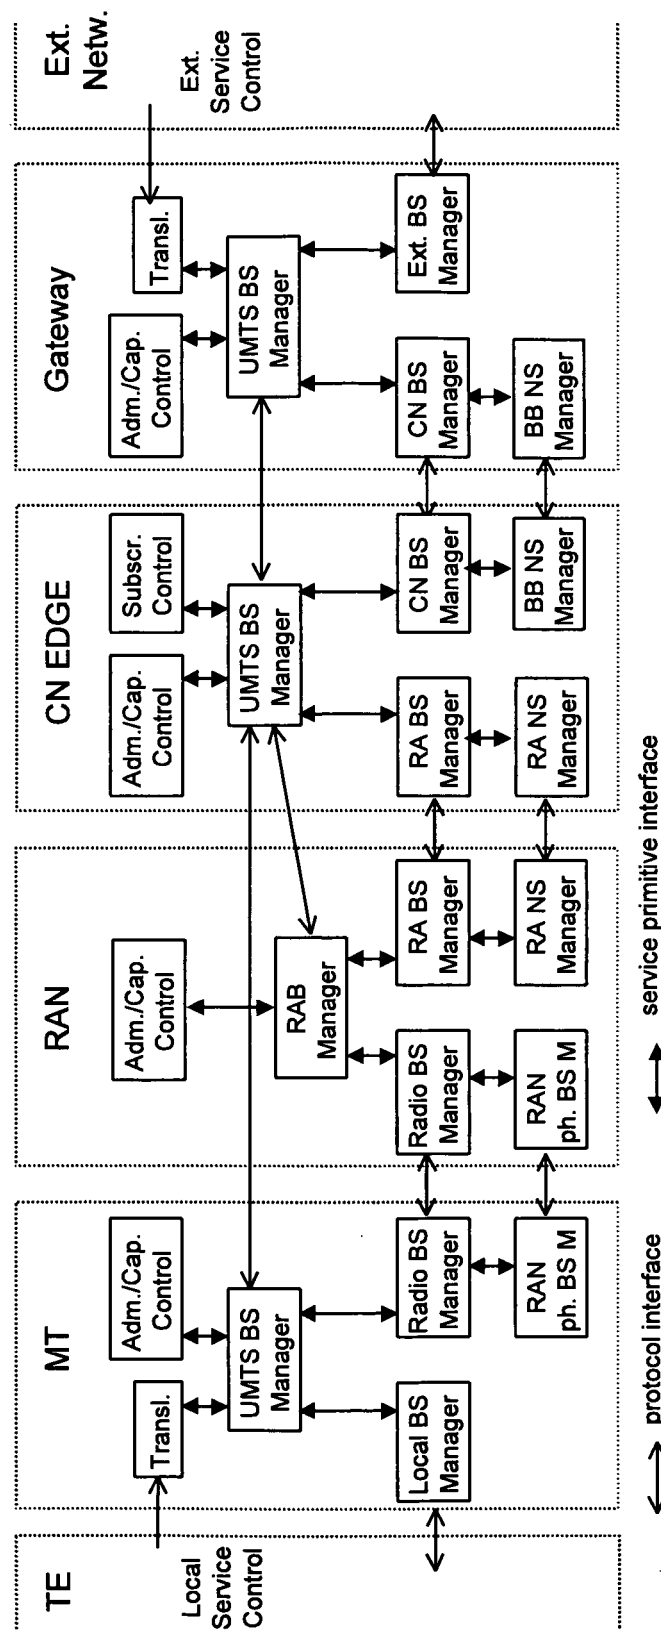 TE
Local
Service
Control
MT
Transl.
Adm./Cap.
Control
UMTS BS
Manager
Local BS
Manager
Radio BS
Manager
RAN
ph. BS M
RAN
Adm./Cap.
Control
RAB
Manager
Radio BS
Manager
RA BS
Manager
RAN
ph. BS M
RA NS
Manager
CN EDGE
Adm./Cap.
Control
Subscr.
Control
UMTS BS
Manager
RA BS
Manager
CN BS
Manager
RA NS
Manager
BB NS
Manager
Gateway
Adm./Cap.
Control
Transl.
UMTS BS
Manager
CN BS
Manager
Ext. BS
Manager
BB NS
Manager
Ext.
Netw.
Ext.
Service
Control
protocol interface
service primitive interface